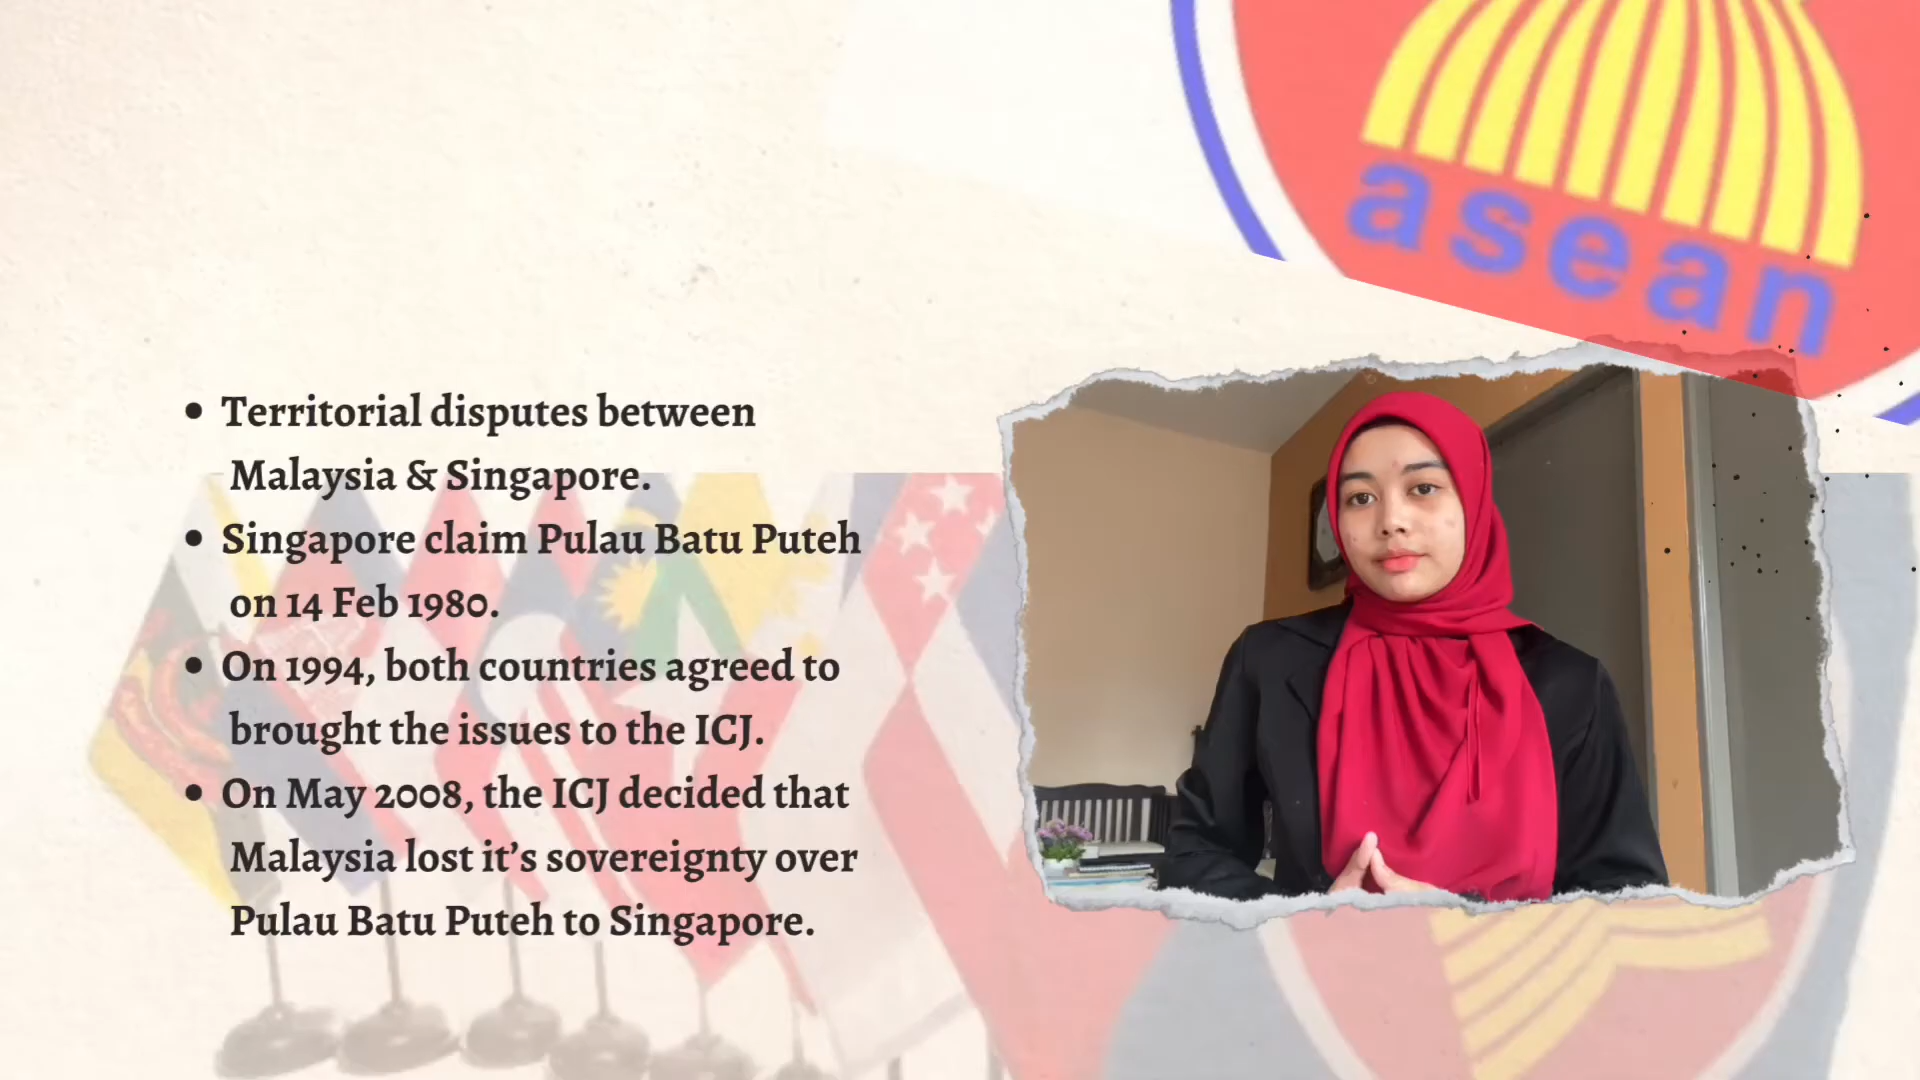 asean
• Territorial disputes between
Malaysia & Singapore.
• Singapore claim Pulau Batu Puteh
on 14 Feb 1980.
• On 1994, both countries agreed to
brought the issues to the ICJ.
• On May 2008, the ICJ decided that
Malaysia lost it’s sovereignty over
Pulau Batu Puteh to Singapore.